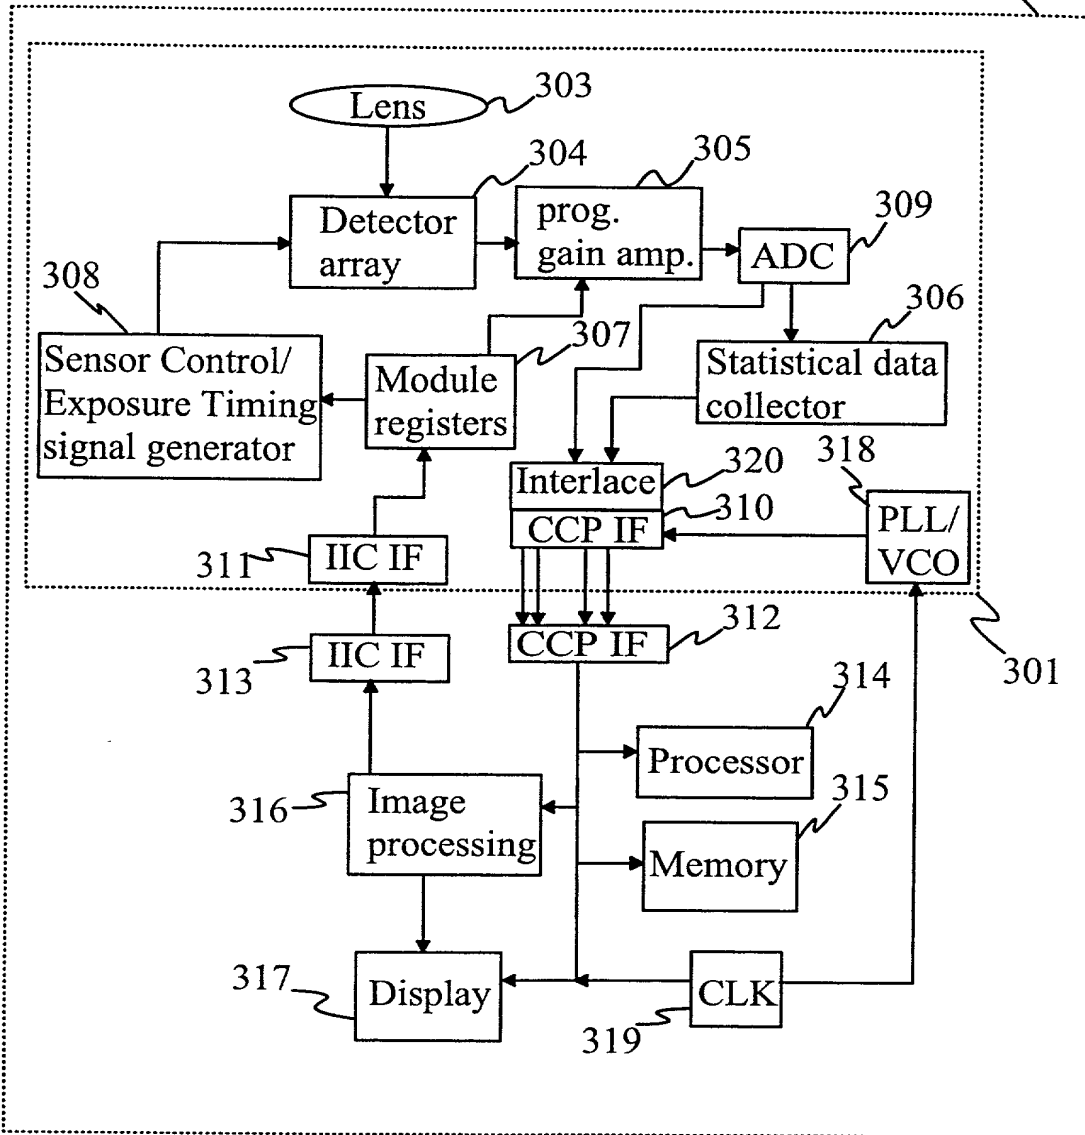 Lens
303
304
305
Detector
array
prog.
gain amp.
309
ADC
308
306
307
Sensor Control/
Exposure Timing
signal generator
Module
registers
Statistical data
collector
318
Interlace
320
310
CCP IF
PLL/
VCO
311
IIC IF
312
CCP IF
313
IIC IF
301
314
Processor
316
Image
processing
315
Memory
317
Display
CLK
319